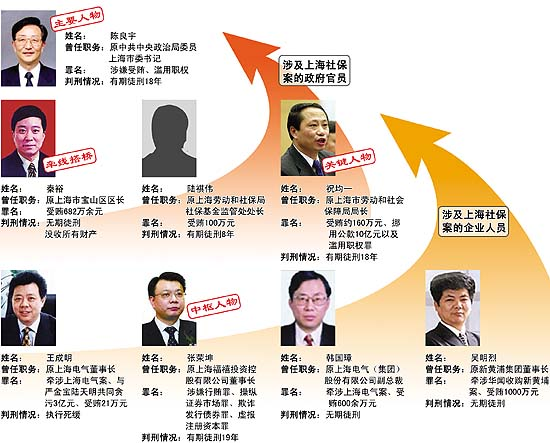 主要人物
姓名： 陈良宇
曾任职务：原中共中央政治局委员
上海市委书记
罪名： 涉嫌受贿、滥用职权
判刑情况：有期徒刑18年
涉及上海社保
案的政府官员
牵线搭桥
姓名： 秦裕
曾任职务：原上海市宝山区区长
罪名： 受贿682万余元
判刑情况：无期徒刑
没收所有财产
姓名： 陆祺伟
曾任职务：原上海劳动和社保局
社保基金监管处处长
罪名： 受贿100万元
判刑情况：有期徒刑8年
关键人物
姓名： 祝均一
曾任职务：原上海市劳动和社会
保障局局长
罪名： 受贿约160万元、挪
用公款10亿元以及
滥用职权罪
判刑情况：有期徒刑18年
涉及上海社保
案的企业人员
姓名： 王成明
曾任职务：原上海电气董事长
罪名： 牵涉上海电气案、与
严金宝陆天明共同贪
污3亿元、受贿21万元
判刑情况：执行死缓
中枢人物
姓名： 张荣坤
曾任职务：原上海福禧投资控
股有限公司董事长
罪名： 涉嫌行贿罪、操纵
证券市场罪、欺诈
发行债券罪、虚报
注册资本罪
判刑情况：有期徒刑19年
姓名： 韩国璋
曾任职务：原上海电气（集团）
股份有限公司副总裁
罪名： 牵涉上海电气案、受
贿600余万元
判刑情况：无期徒刑
姓名： 吴明烈
曾任职务：原新黄浦集团董事长
罪名： 牵涉华闻收购新黄埔
案、受贿1000万元
判刑情况：无期徒刑